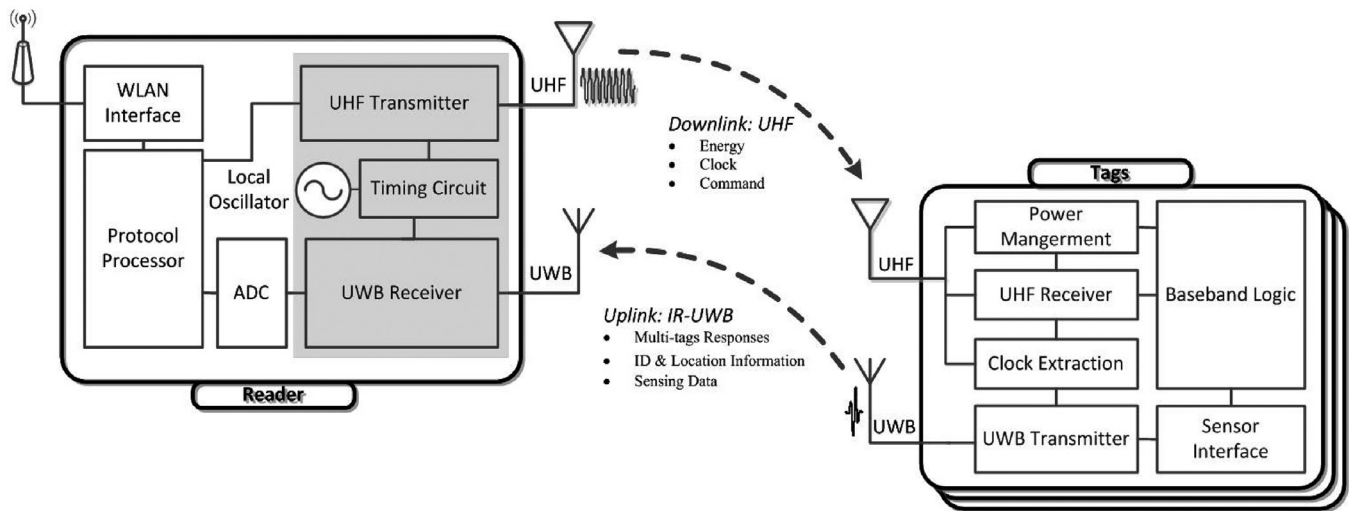 WLAN
Interface
UHF Transmitter
UHF
Local
Oscillator
Timing Circuit
Protocol
Processor
ADC
UWB Receiver
UWB
Reader
Downlink: UHF
• Energy
• Clock
• Command
Uplink: IR-UWB
• Multi-tags Responses
• ID & Location Information
• Sensing Data
Tags
UHF
Power
Mangerment
UHF Receiver
Baseband Logic
Clock Extraction
UWB
UWB Transmitter
Sensor
Interface